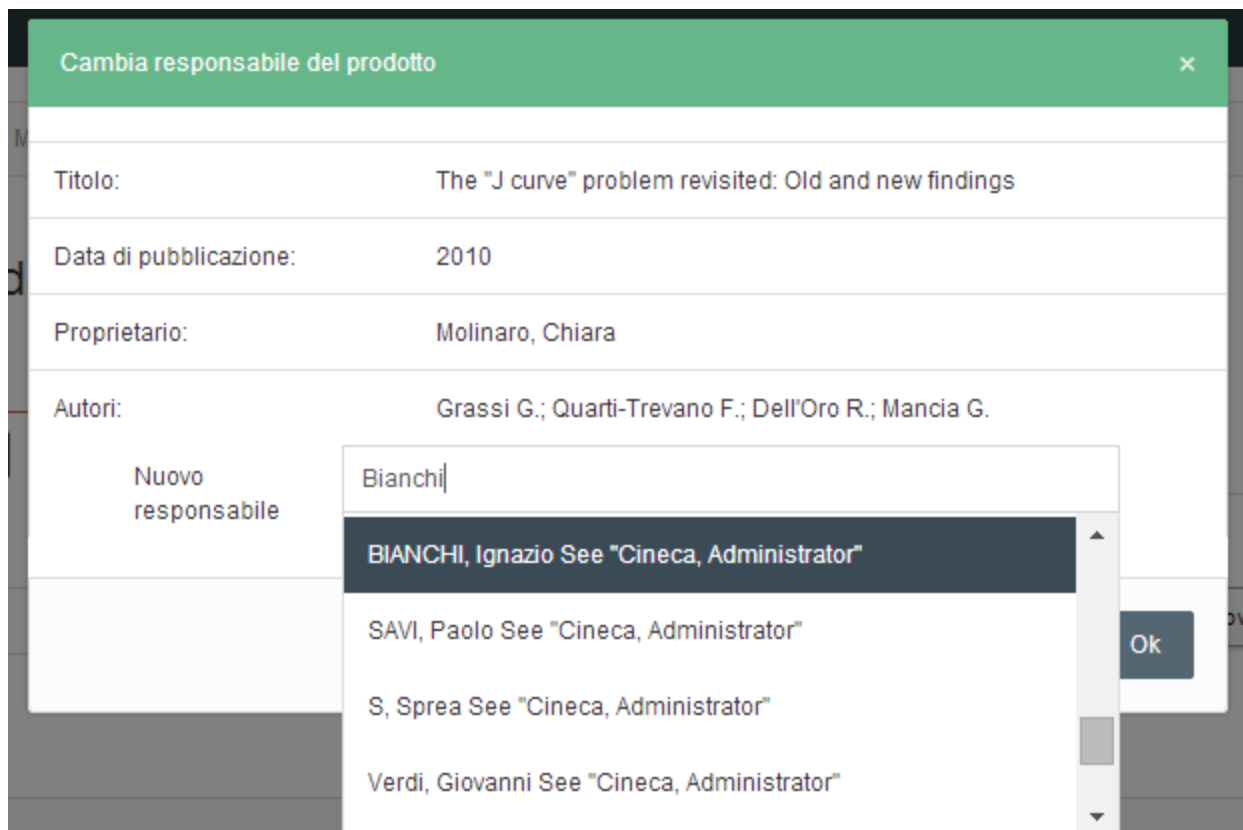 Cambia responsabile del prodotto ×
M
Titolo: The "J curve" problem revisited: Old and new findings
Data di pubblicazione: 2010
d
Proprietario: Molinaro, Chiara
Autori: Grassi G.; Quarti-Trevano F.; Dell'Oro R.; Mancia G.
Nuovo
responsabile
Bianchi
BIANCHI, Ignazio See "Cineca, Administrator"
SAVI, Paolo See "Cineca, Administrator"
Ok
S, Sprea See "Cineca, Administrator"
Verdi, Giovanni See "Cineca, Administrator"